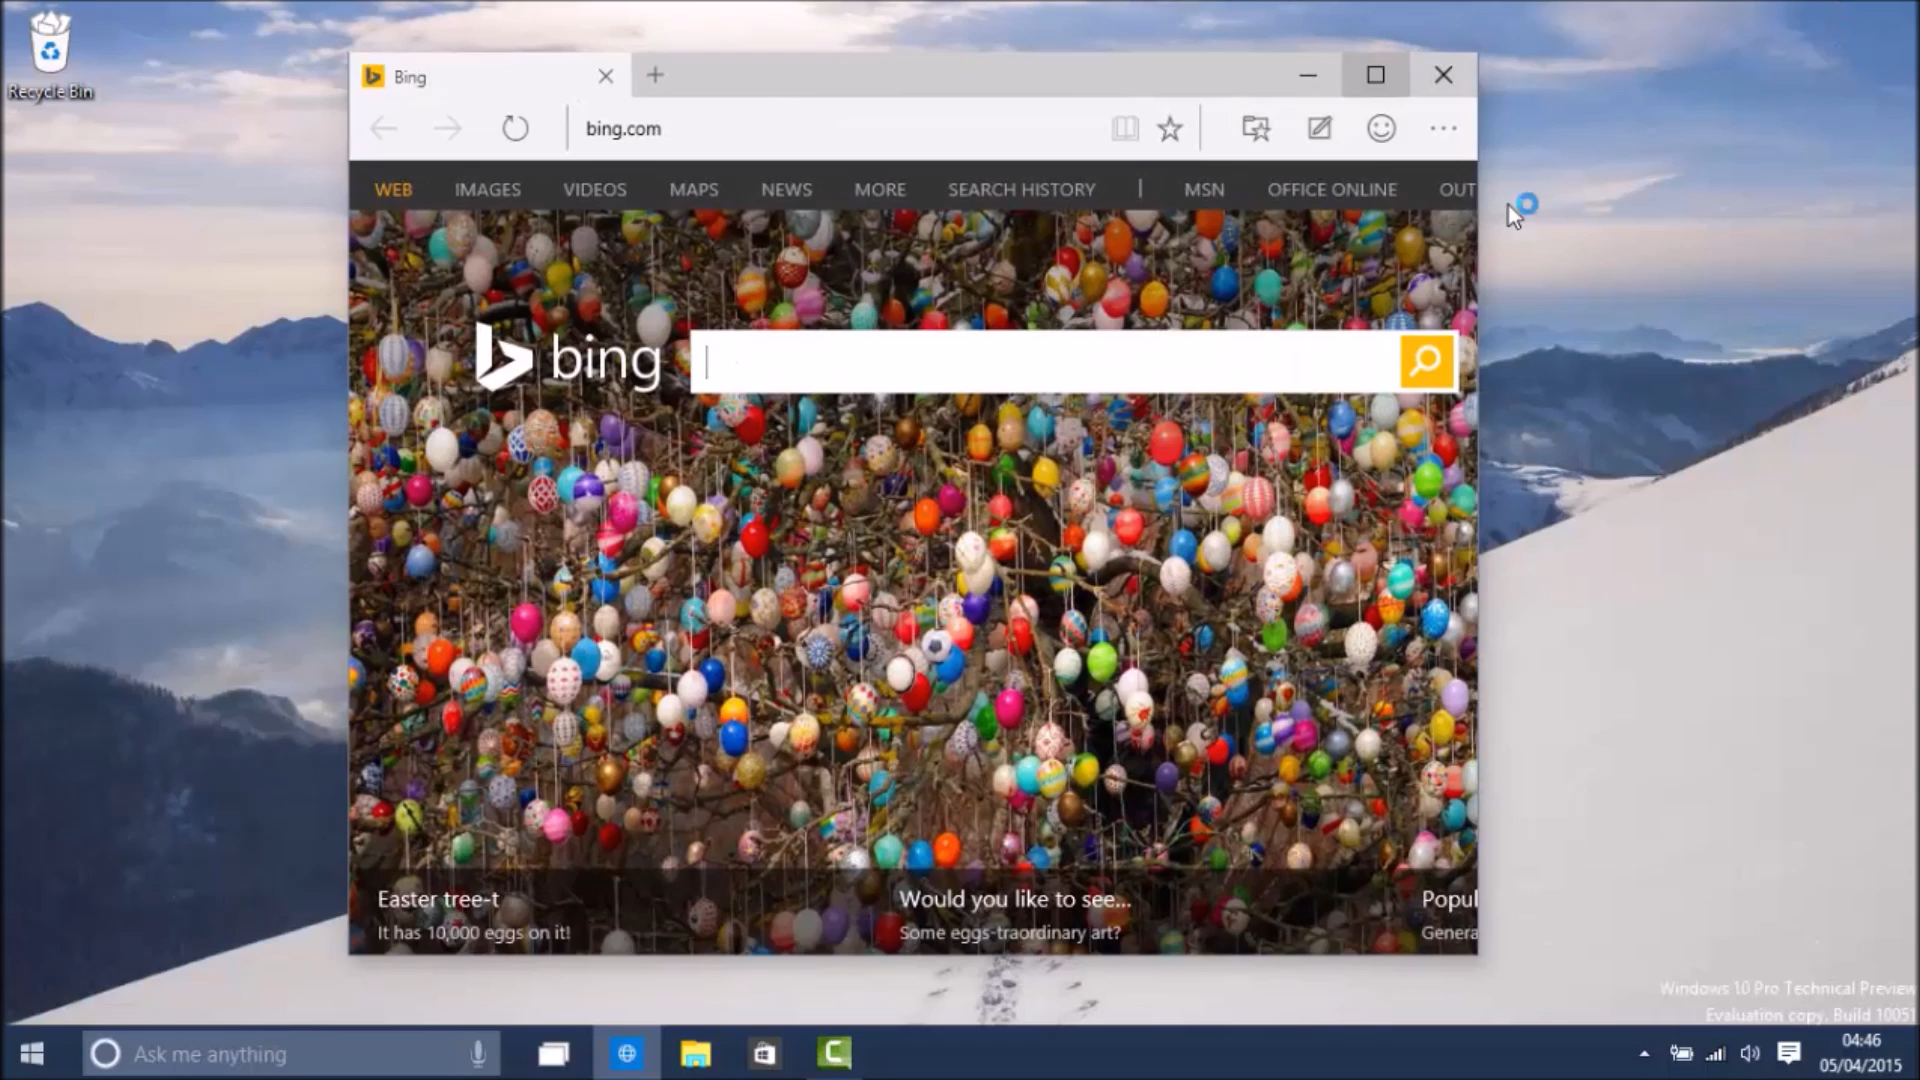 Recycle Bin
Bing
bing.com
WEB IMAGES VIDEOS MAPS NEWS MORE SEARCH HISTORY | MSN OFFICE ONLINE OUT
bing
Easter tree-t
It has 10,000 eggs on it!
Would you like to see...
Some eggs-traordinary art?
Popul
Genera
Windows 10 Pro Technical Preview
Evaluation copy. Build 10051
Ask me anything
04:46
05/04/2015